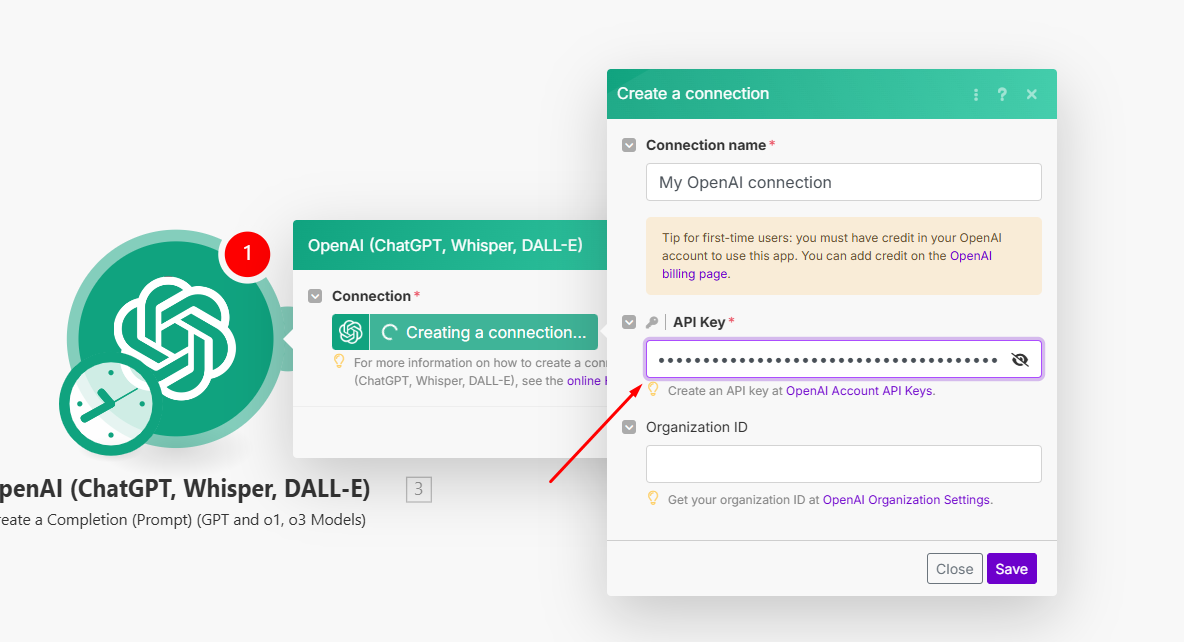 Create a connection
?
Connection name *
My OpenAI connection
Tip for first-time users: you must have credit in your OpenAI
account to use this app. You can add credit on the OpenAI
billing page.
API Key *
Create an API key at OpenAI Account API Keys.
Organization ID
Get your organization ID at OpenAI Organization Settings.
Close
Save
1
OpenAI (ChatGPT, Whisper, DALL-E)
Connection *
Creating a connection...
For more information on how to create a
(ChatGPT, Whisper, DALL-E), see the online
penAI (ChatGPT, Whisper, DALL-E)
3
reate a Completion (Prompt) (GPT and o1, o3 Models)